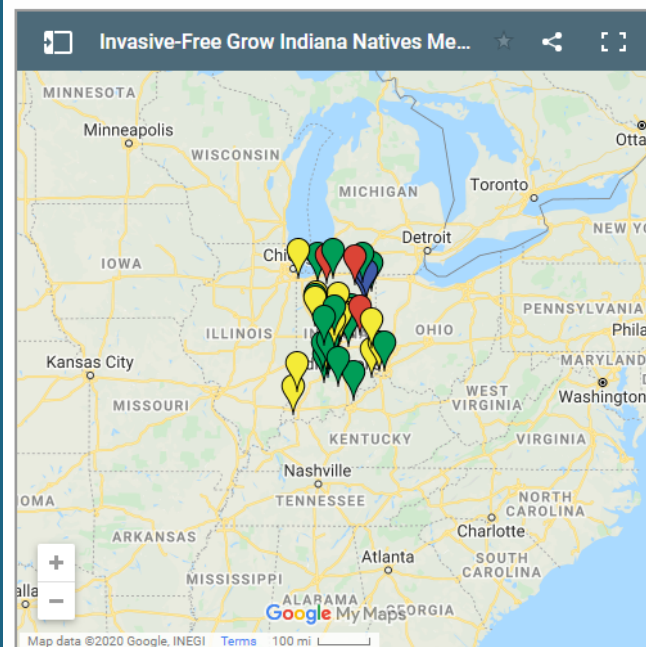 Invasive-Free Grow Indiana Natives Me...
MINNESOTA
Minneapolis
Otta
WISCONSIN
MICHIGAN
Toronto
NEW YO
Detroit
Chi
IOWA
PENNSYLVANIA
OHIO
ILLINOIS
IN
Phila
Kansas City
MARYLAND
Washington
WEST
VIRGINIA
MISSOURI
KENTUCKY
VIRGINIA
Nashville
TENNESSEE
NORTH
CAROLINA
OMA
Charlotte
ARKANSAS
Atlanta
SOUTH
CAROLINA
MISSISSIPPI
alla
ALABAMA
GEORGIA
Google My Maps
+
−
Map data ©2020 Google, INEGI Terms 100 mi